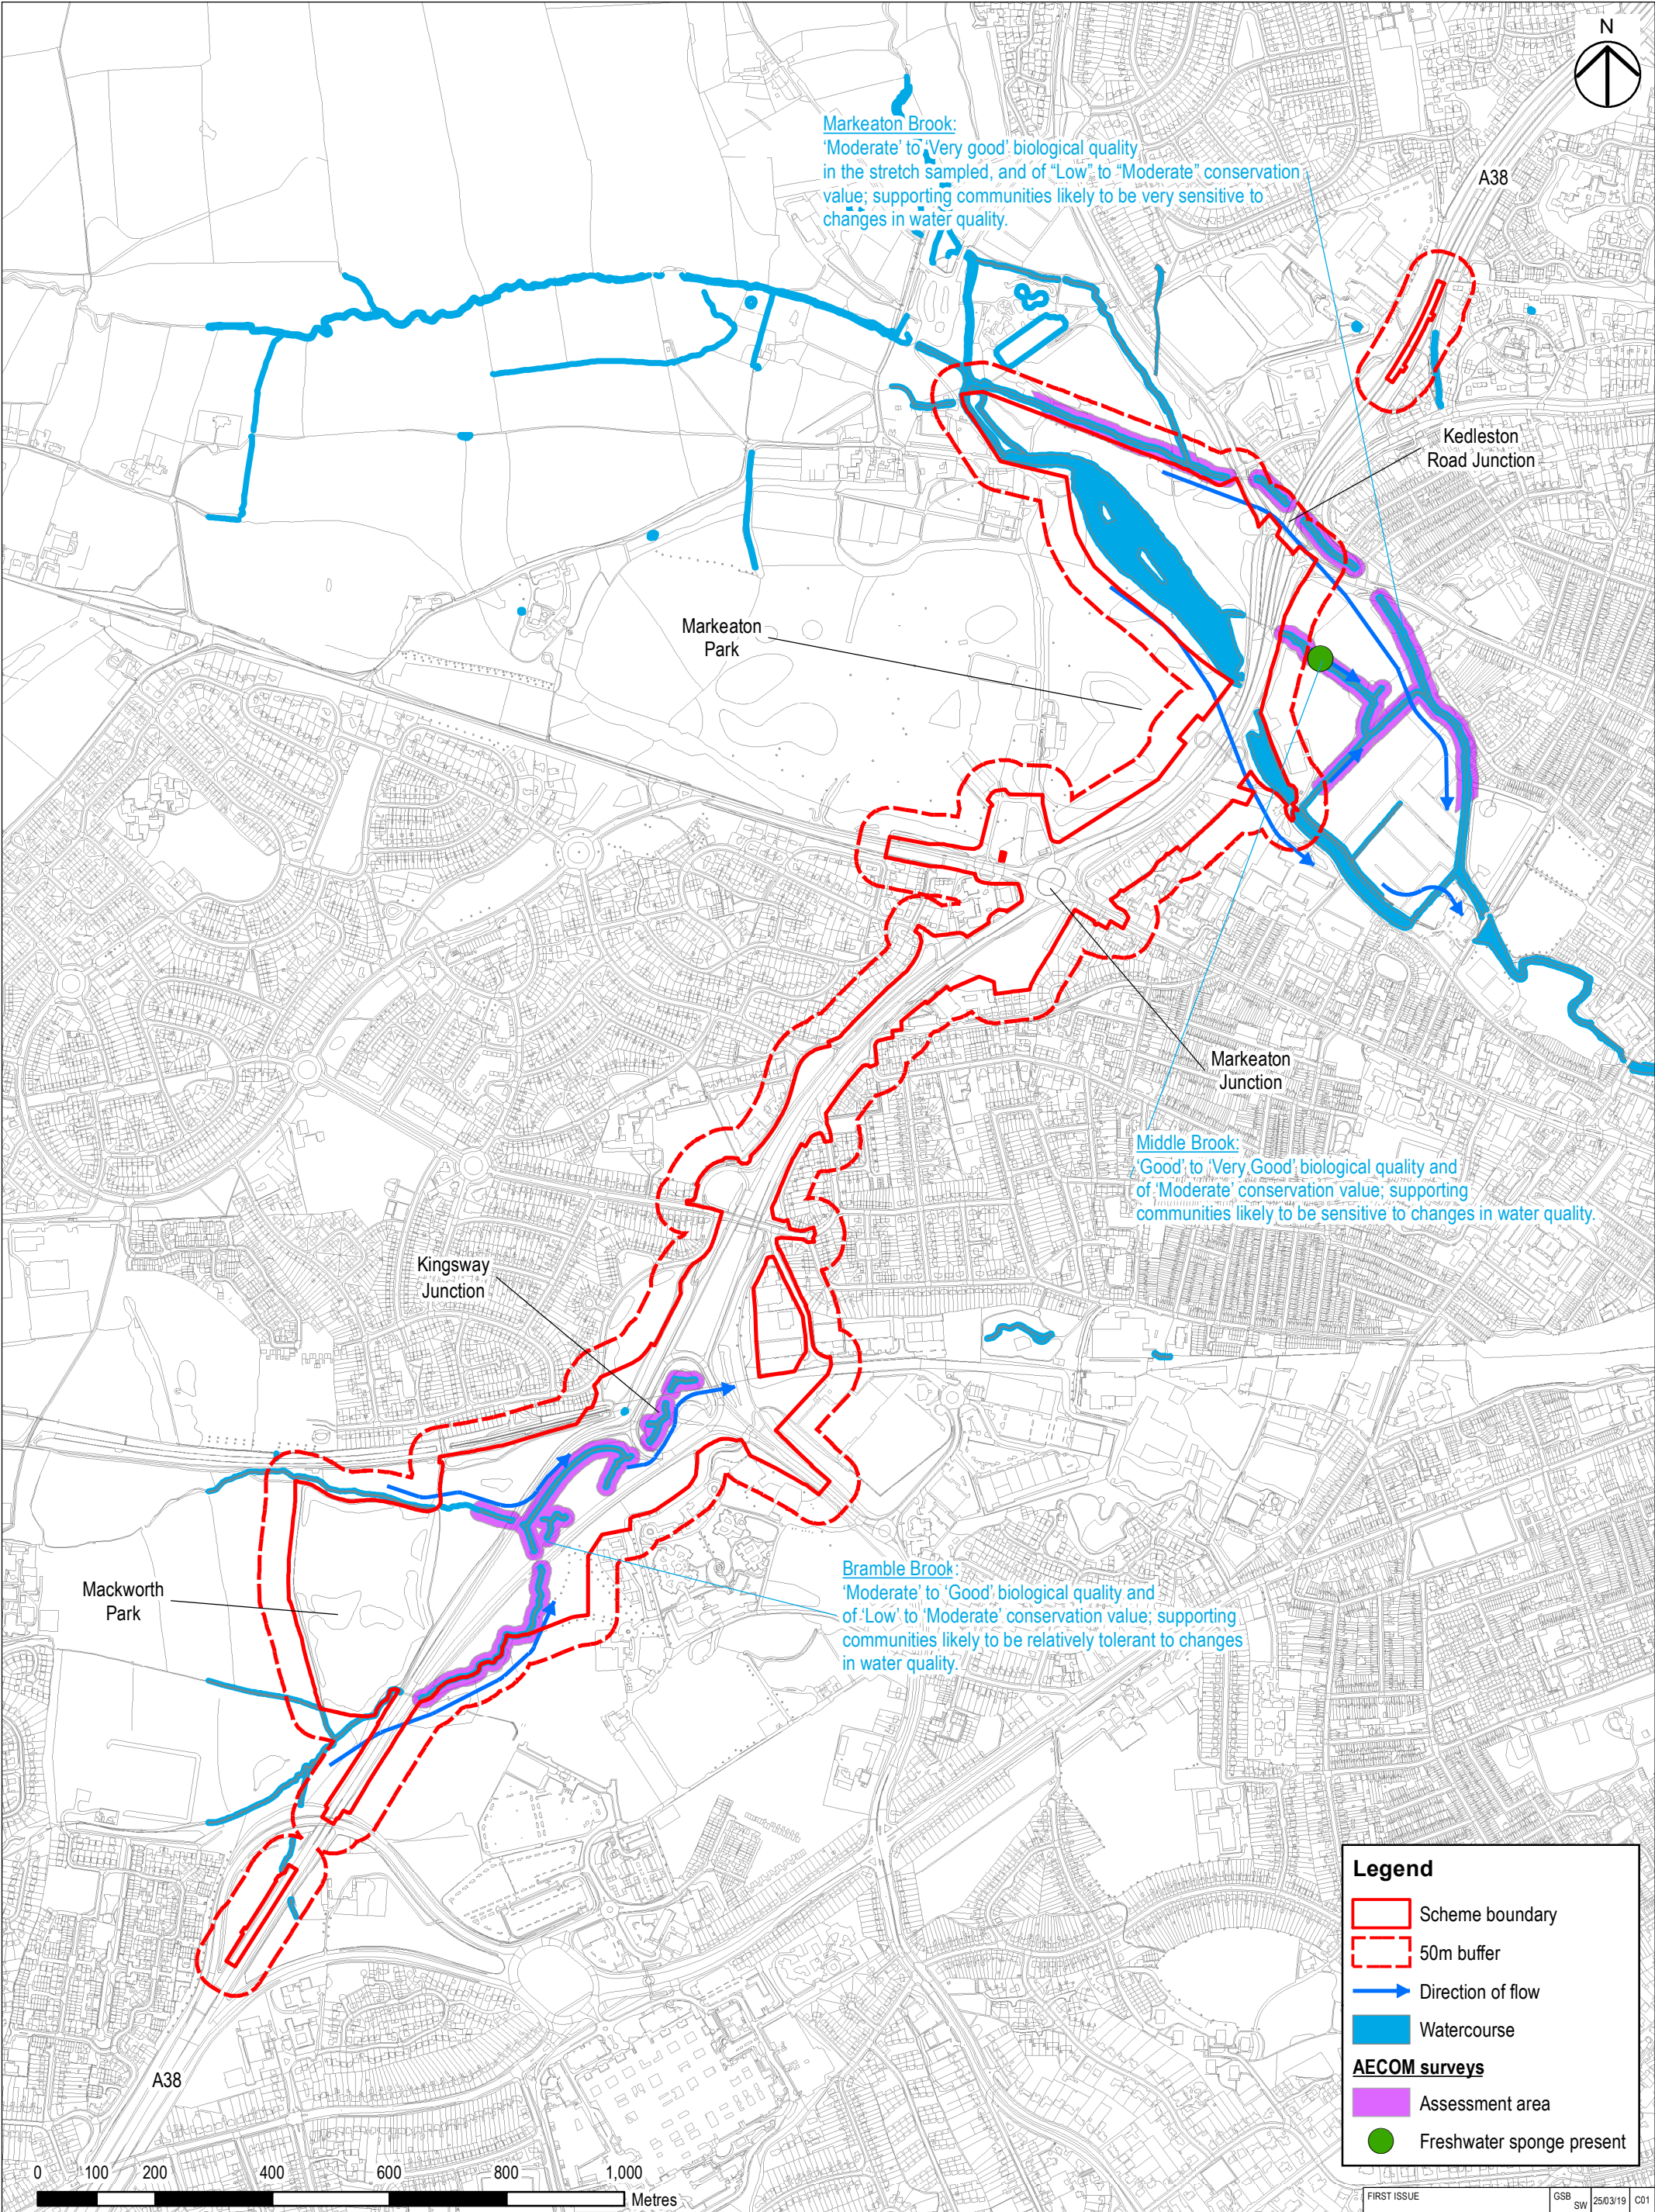 N
Markeaton Brook:
'Moderate' to 'Very good' biological quality
in the stretch sampled, and of "Low" to "Moderate" conservation
value; supporting communities likely to be very sensitive to
changes in water quality.
A38
Kedleston
Road Junction
Markeaton
Park
Markeaton
Junction
Middle Brook:
'Good' to 'Very Good' biological quality and
of 'Moderate' conservation value; supporting
communities likely to be sensitive to changes in water quality.
Kingsway
Junction
Bramble Brook:
'Moderate' to 'Good' biological quality and
of 'Low' to 'Moderate' conservation value; supporting
communities likely to be relatively tolerant to changes
in water quality.
Mackworth
Park
A38
Legend
Scheme boundary
50m buffer
Direction of flow
Watercourse
AECOM surveys
Assessment area
Freshwater sponge present
0 100 200 400 600 800 1,000
Metres
FIRST ISSUE GSB SW 25/03/19 C01